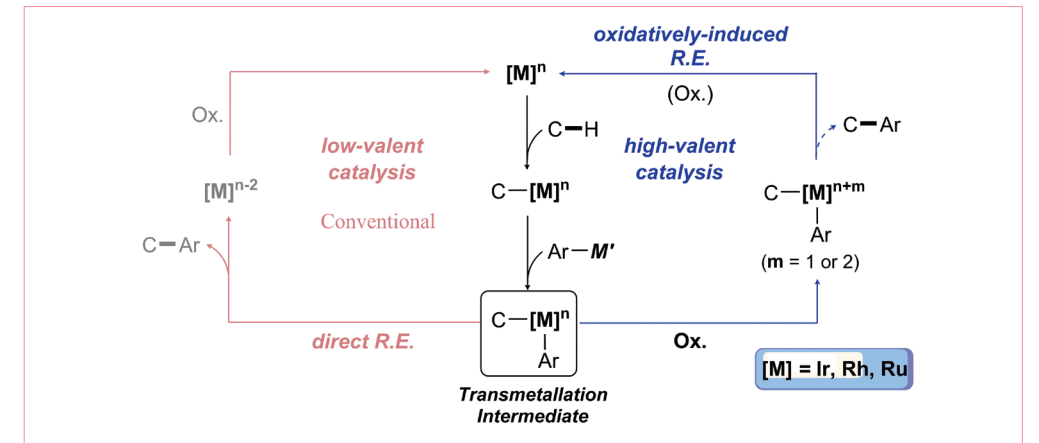 oxidatively-induced
R.E.
[M]ⁿ
(Ox.)
Ox.
C–H
C–Ar
low-valent
catalysis
high-valent
catalysis
[M]ⁿ⁻²
C–[M]ⁿ
C–[M]ⁿ⁺ᵐ
Ar
Conventional
C–Ar
Ar–M'
(m = 1 or 2)
C–[M]ⁿ
Ar
direct R.E.
Ox.
[M] = Ir, Rh, Ru
Transmetallation
Intermediate